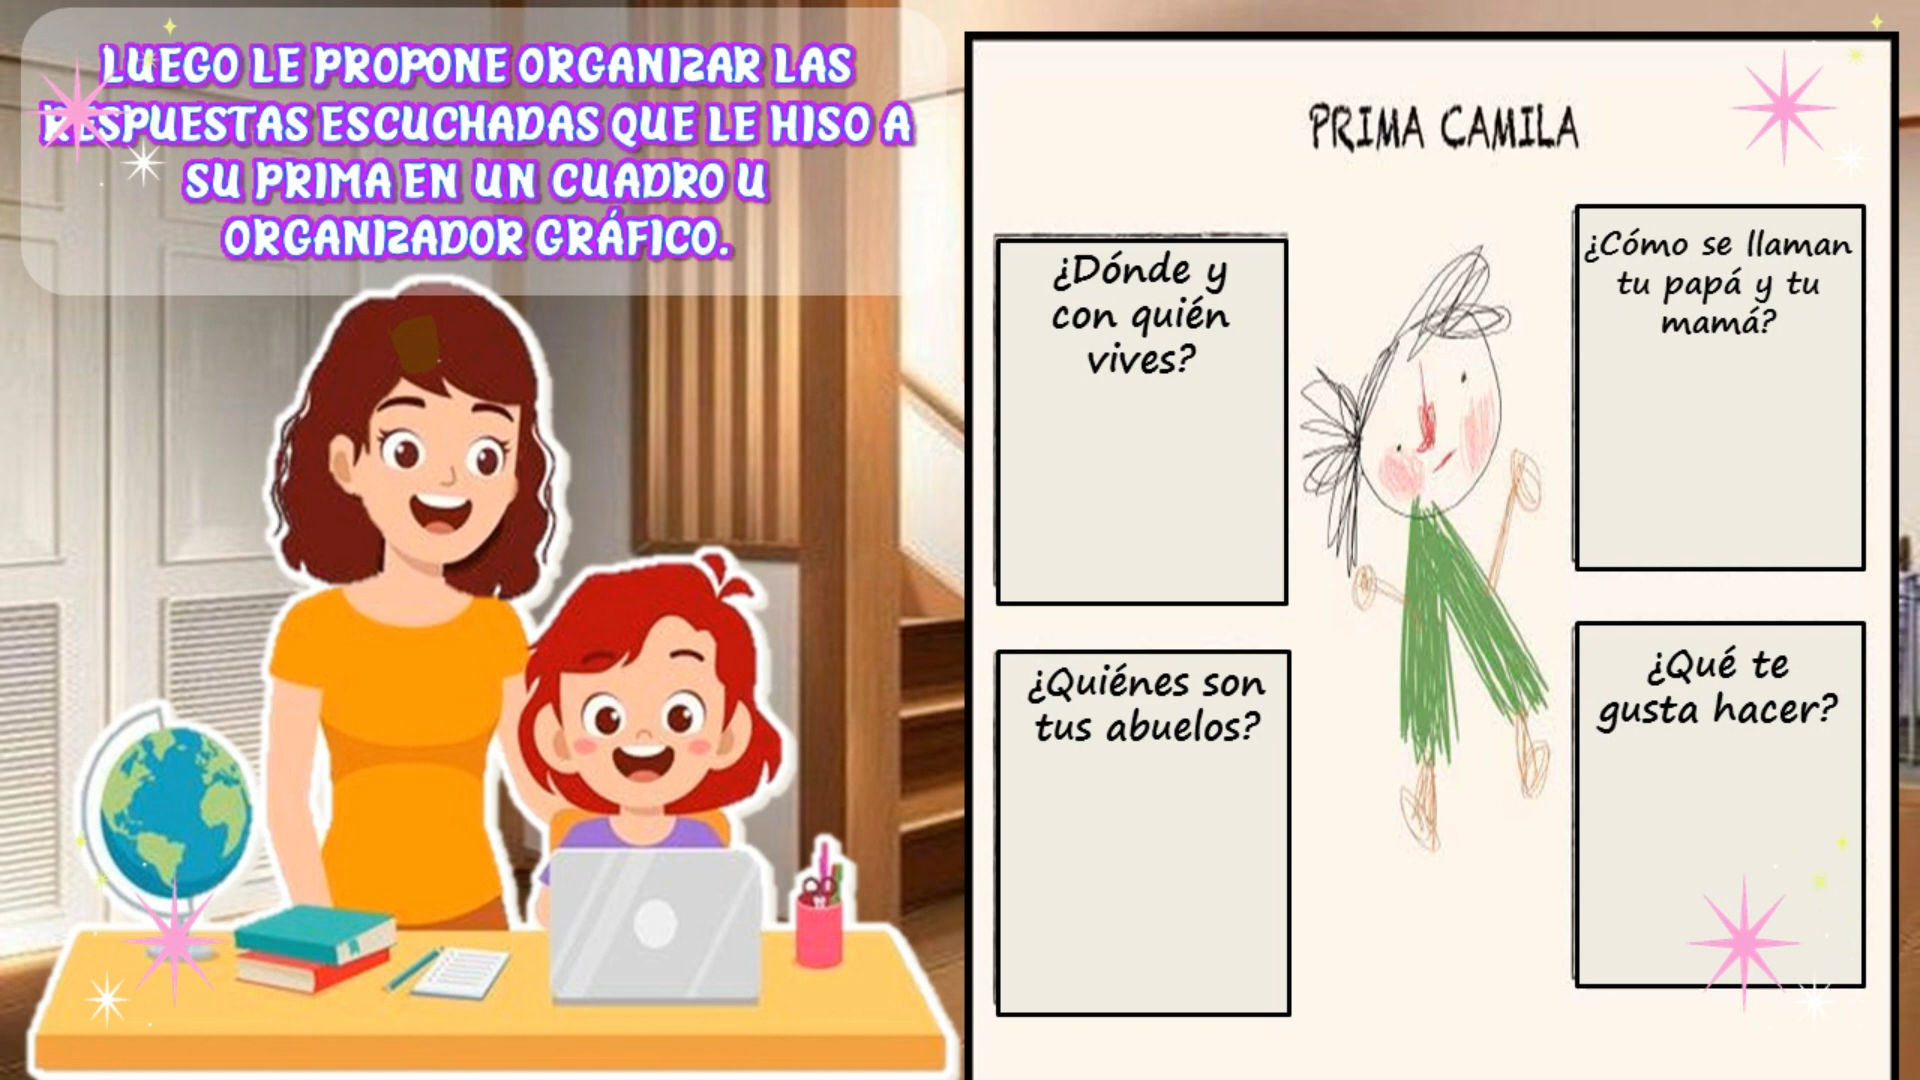 LUEGO LE PROPONE ORGANIZAR LAS
RESPUESTAS ESCUCHADAS QUE LE HISO A
SU PRIMA EN UN CUADRO U
ORGANIZADOR GRÁFICO.
PRIMA CAMILA
¿Dónde y
con quién
vives?
¿Cómo se llaman
tu papá y tu
mamá?
¿Quiénes son
tus abuelos?
¿Qué te
gusta hacer?